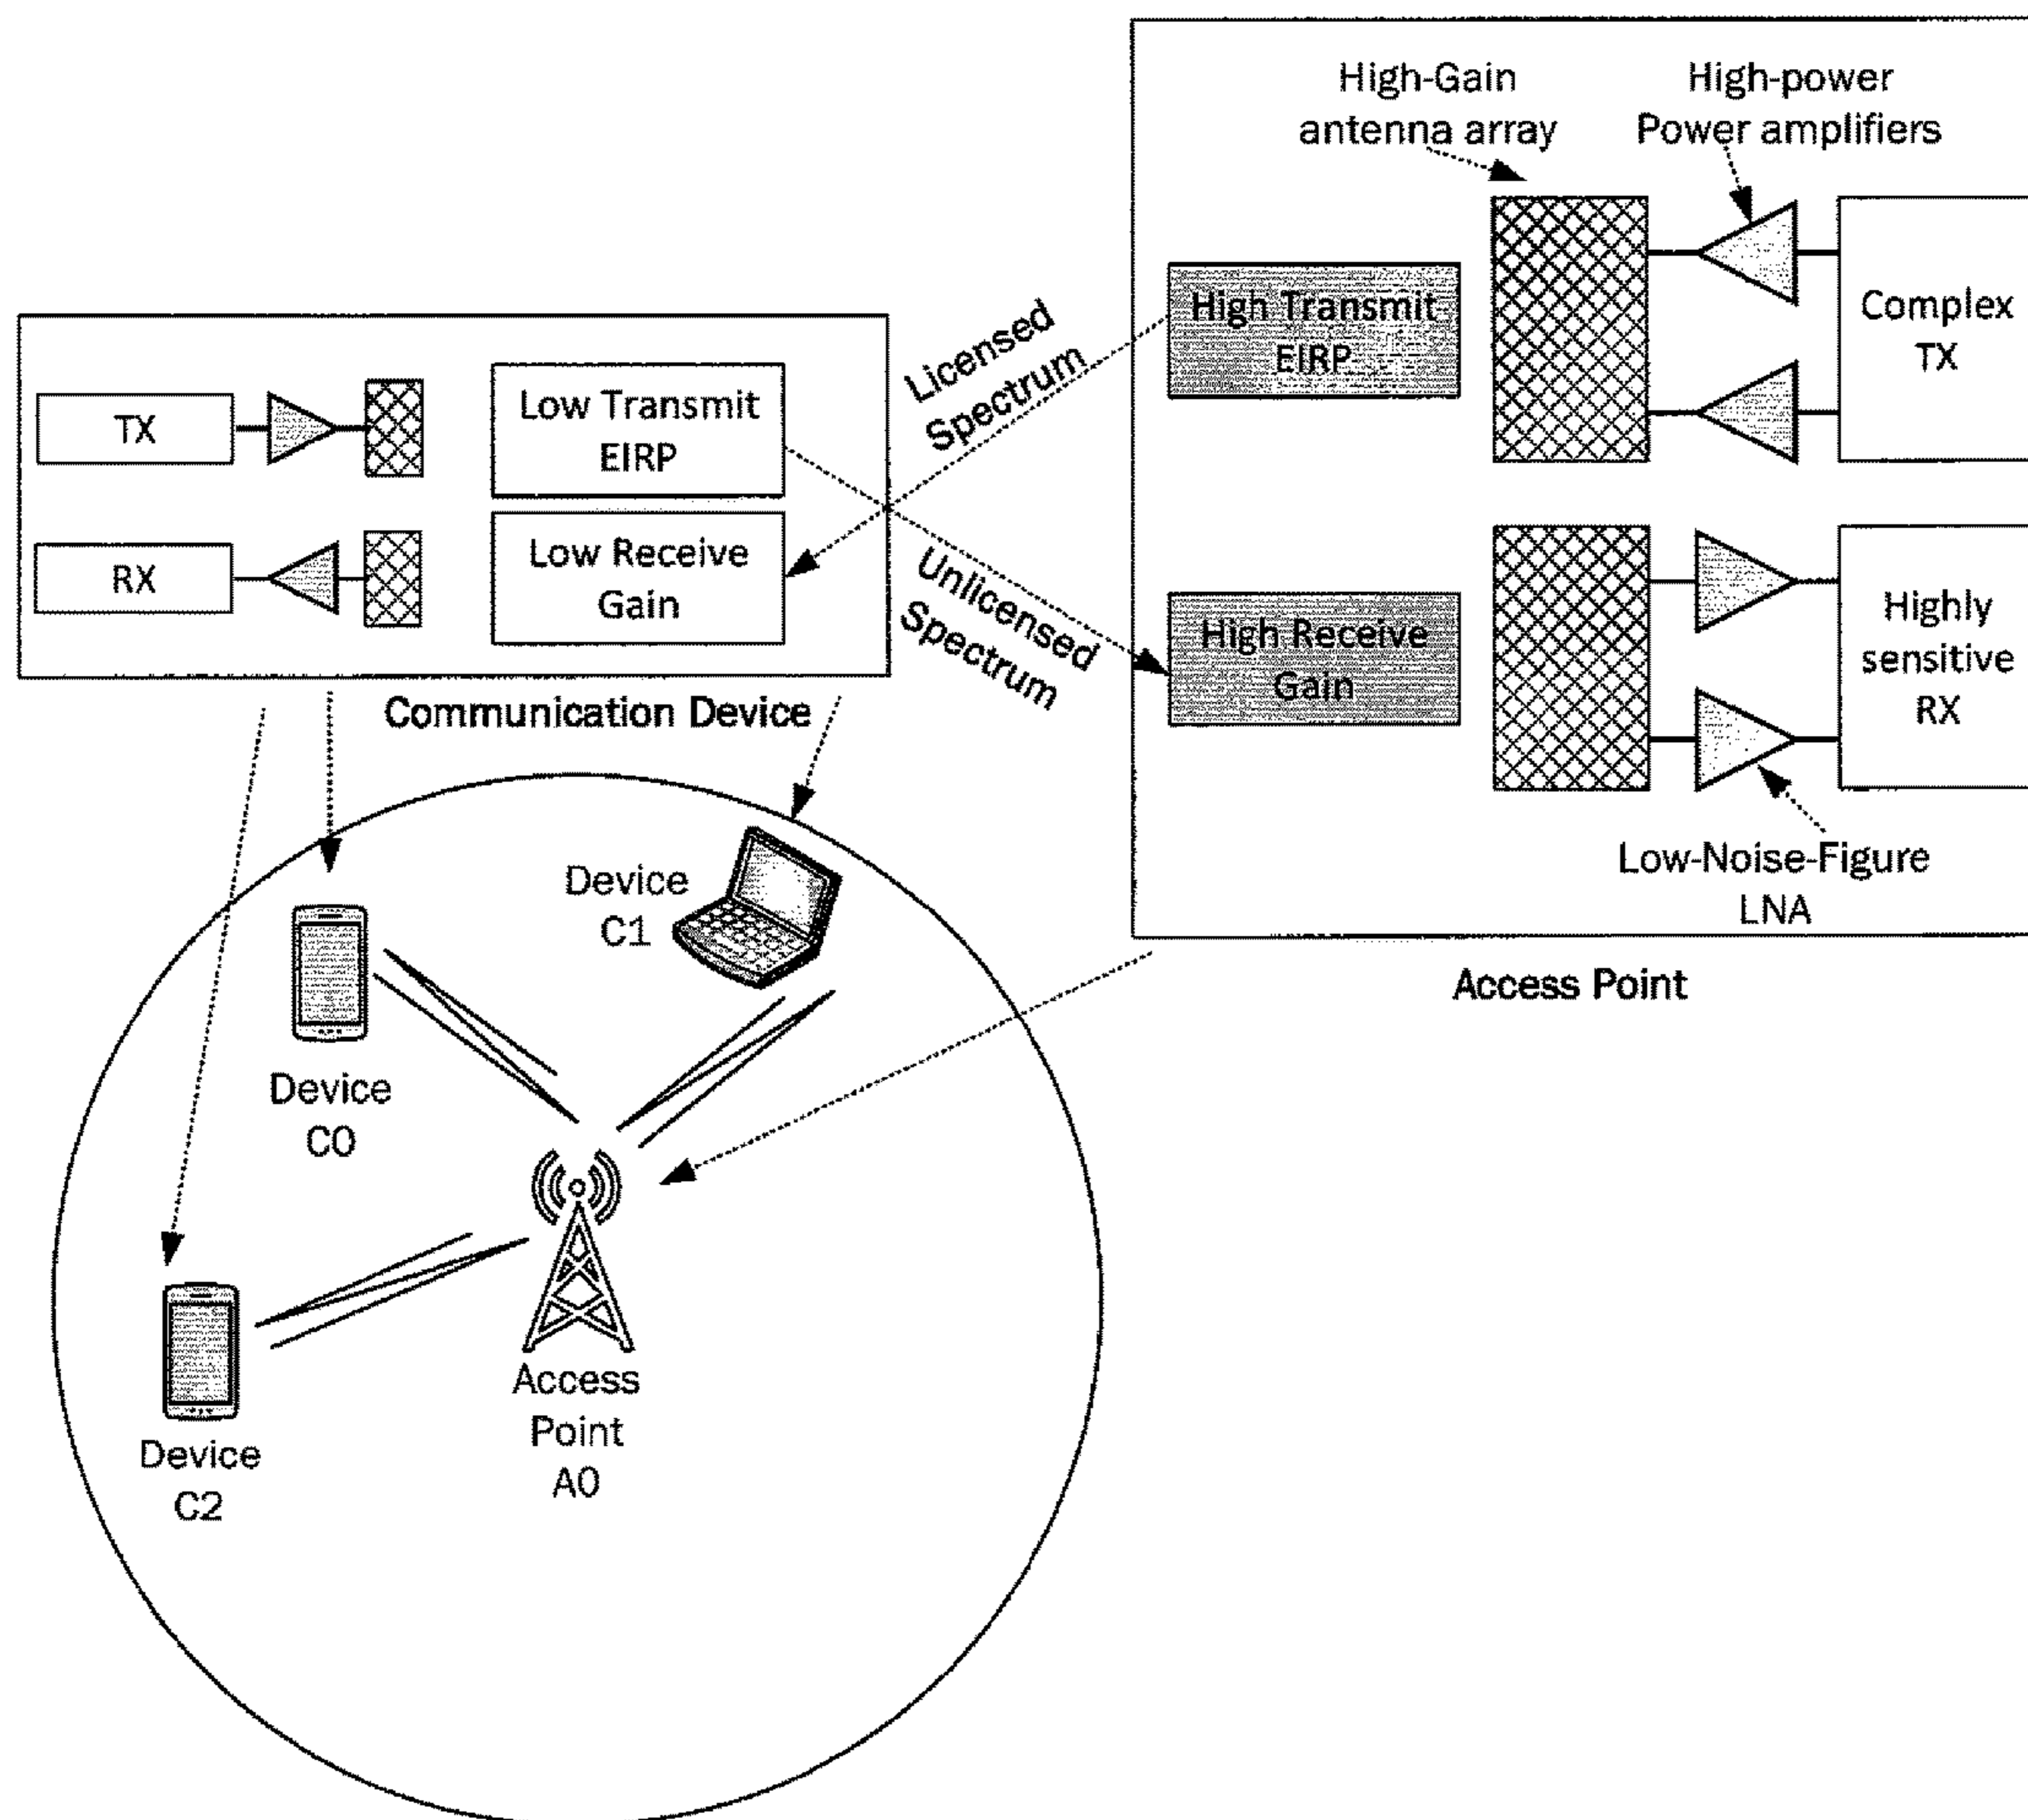 High-Gain
antenna array
High-power
Power amplifiers
High Transmit
EIRP
Complex
TX
Licensed
Spectrum
TX
Low Transmit
EIRP
RX
Low Receive
Gain
Unlicensed
Spectrum
High Receive
Gain
Highly
sensitive
RX
Communication Device
Low-Noise-Figure
LNA
Access Point
Device
C1
Device
C0
Access
Point
A0
Device
C2